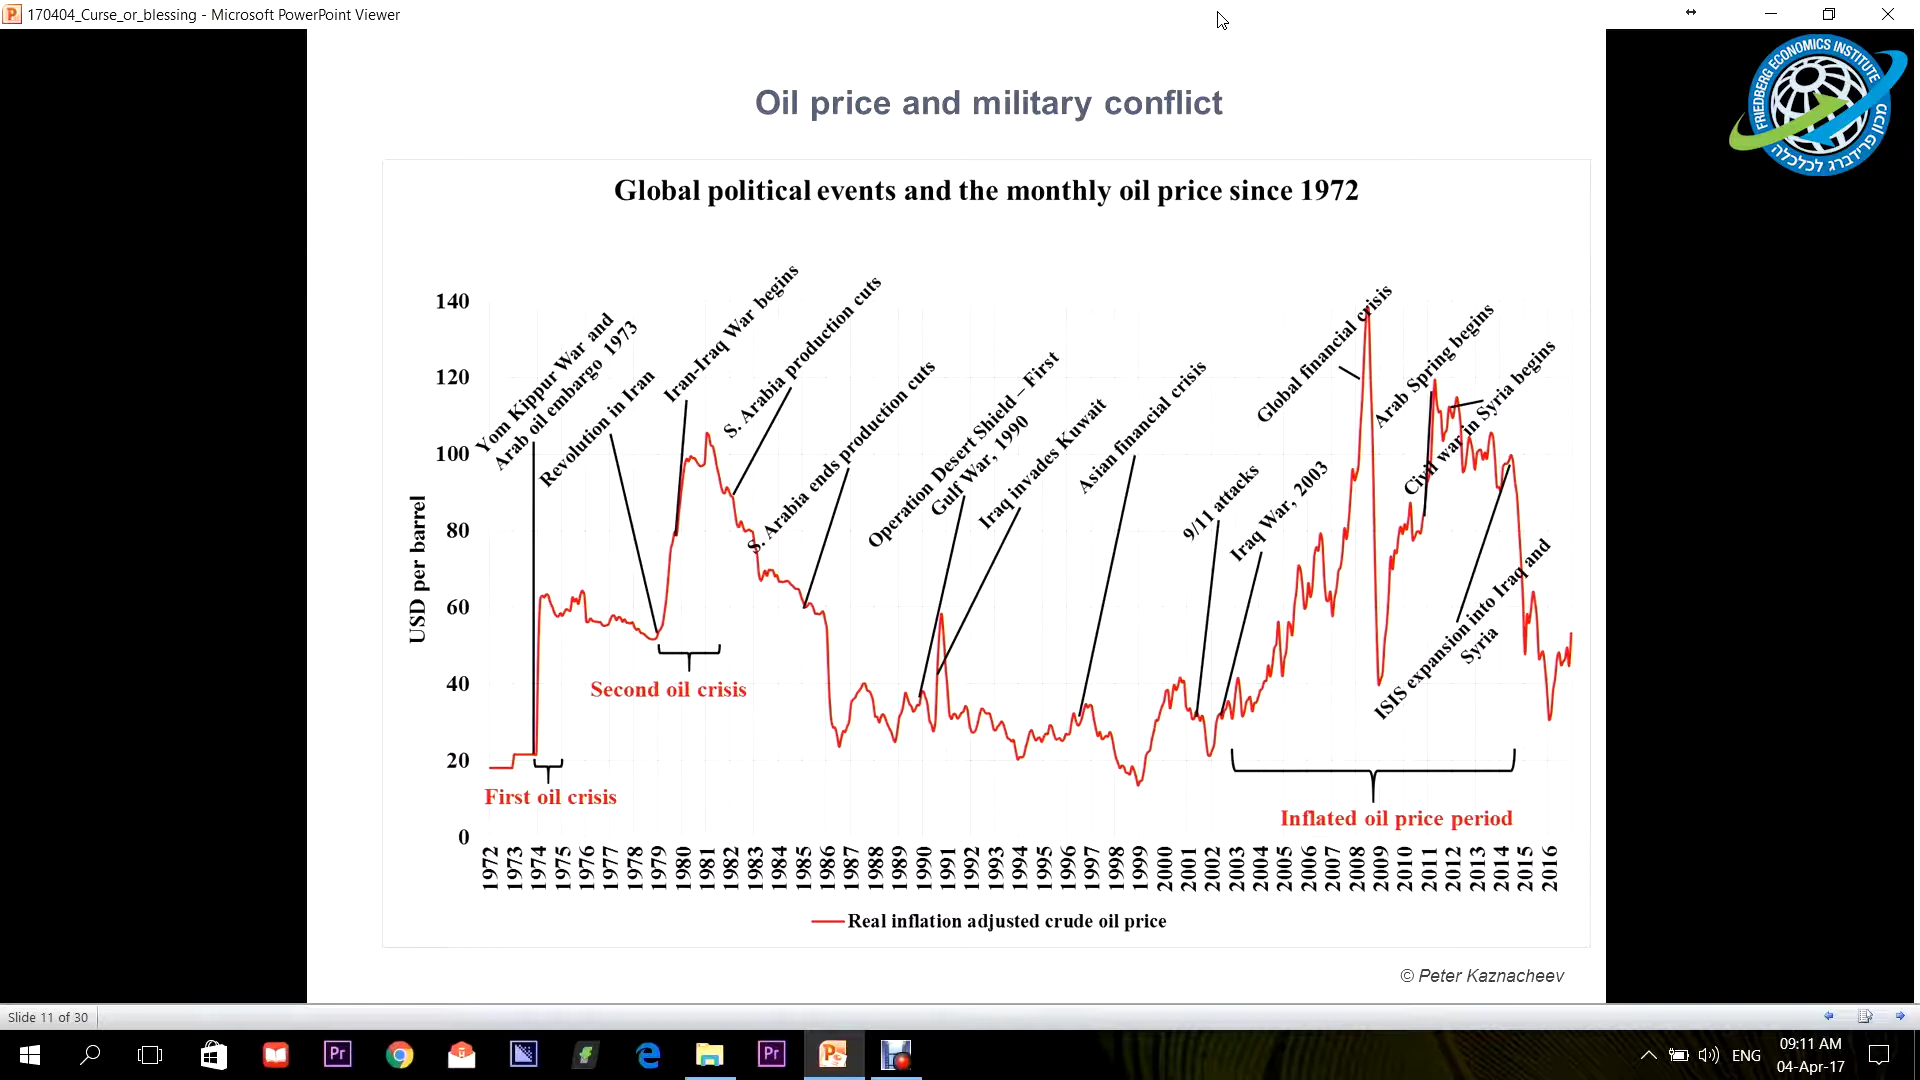 170404_Curse_or_blessing - Microsoft PowerPoint Viewer
FRIEDBERG ECONOMICS INSTITUTE
מכון פרידברג לכלכלה
Oil price and military conflict
Global political events and the monthly oil price since 1972
Yom Kippur War and
Arab oil embargo 1973
Revolution in Iran
Iran-Iraq War begins
S. Arabia production cuts
S. Arabia ends production cuts
Operation Desert Shield – First
Gulf War, 1990
Iraq invades Kuwait
Asian financial crisis
9/11 attacks
Iraq War, 2003
Global financial crisis
Arab Spring begins
Civil war in Syria begins
ISIS expansion into Iraq and
Syria
USD per barrel
140
120
100
80
60
40
20
0
Second oil crisis
First oil crisis
Inflated oil price period
1972 1973 1974 1975 1976 1977 1978 1979 1980 1981 1982 1983 1984 1985 1986 1987 1988 1989 1990 1991 1992 1993 1994 1995 1996 1997 1998 1999 2000 2001 2002 2003 2004 2005 2006 2007 2008 2009 2010 2011 2012 2013 2014 2015 2016
Real inflation adjusted crude oil price
© Peter Kaznacheev
Slide 11 of 30
Pr
Pr
ENG
09:11 AM
04-Apr-17